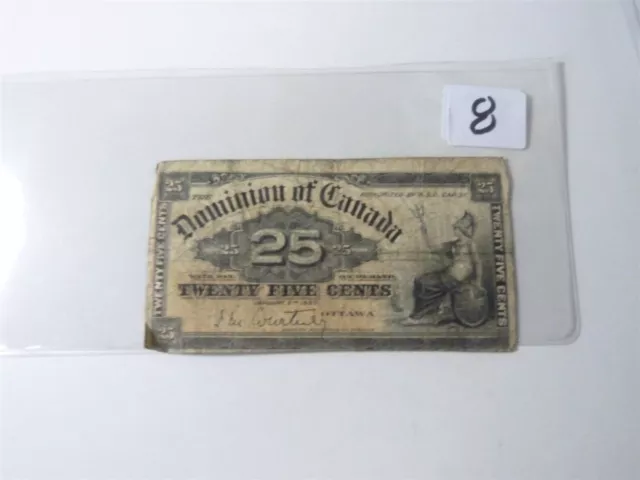 8
25 25
THE
Dominion of Canada
25 25 25
TWENTY FIVE CENTS
OTTAWA
25
TWENTY FIVE CENTS
TWENTY FIVE CENTS